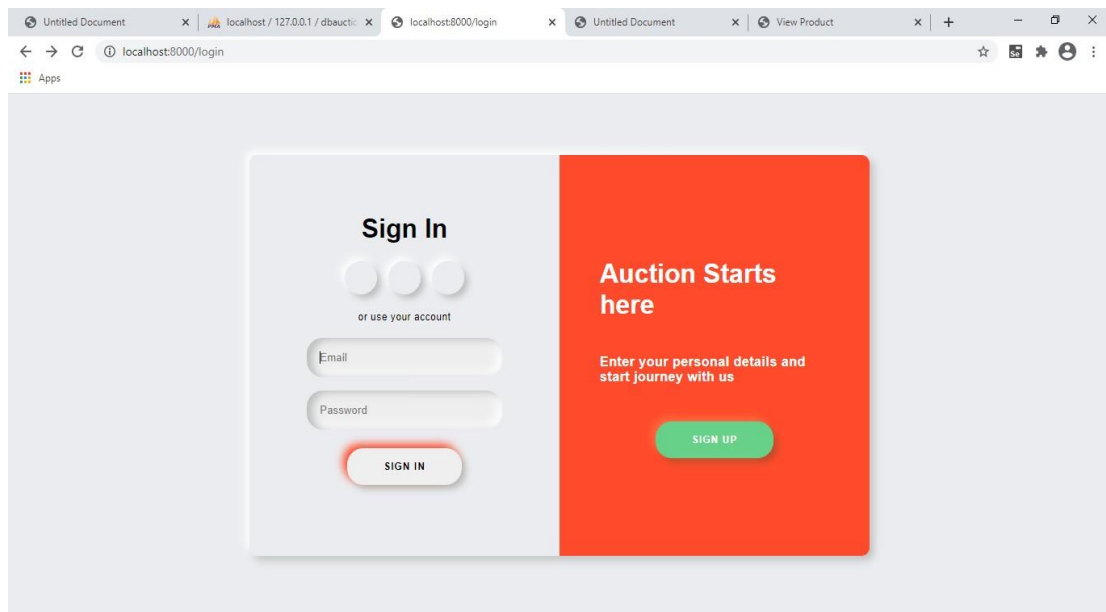 Untitled Document
localhost / 127.0.0.1 / dbauctic
localhost:8000/login
Untitled Document
View Product
localhost:8000/login
Se
Apps
Sign In
or use your account
Email
Password
SIGN IN
Auction Starts
here
Enter your personal details and
start journey with us
SIGN UP